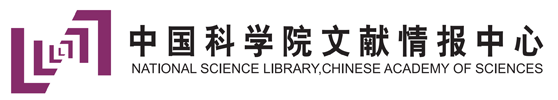 中国科学院文献情报中心
NATIONAL SCIENCE LIBRARY,CHINESE ACADEMY OF SCIENCES